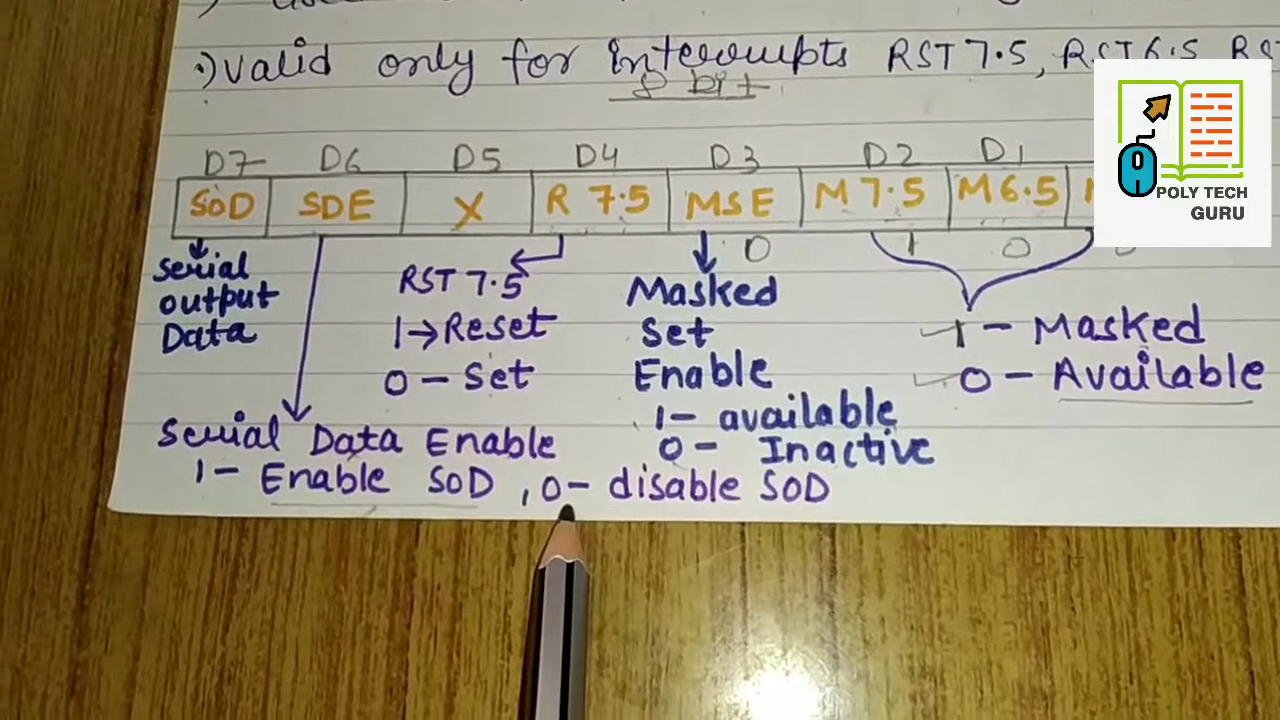 ·) valid only for interrupts RST 7.5, RST 6.5 RS
8 bit
D7 D6 D5 D4 D3 D2 D1
SOD SDE X R 7.5 MSE M 7.5 M 6.5
0 1 0
Serial output Data
RST 7.5
1→Reset
0 - Set
Masked
Set
Enable
1- available
0- Inactive
1 - Masked
0 - Available
Serial Data Enable
1- Enable SOD , 0- disable SOD
POLY TECH
GURU